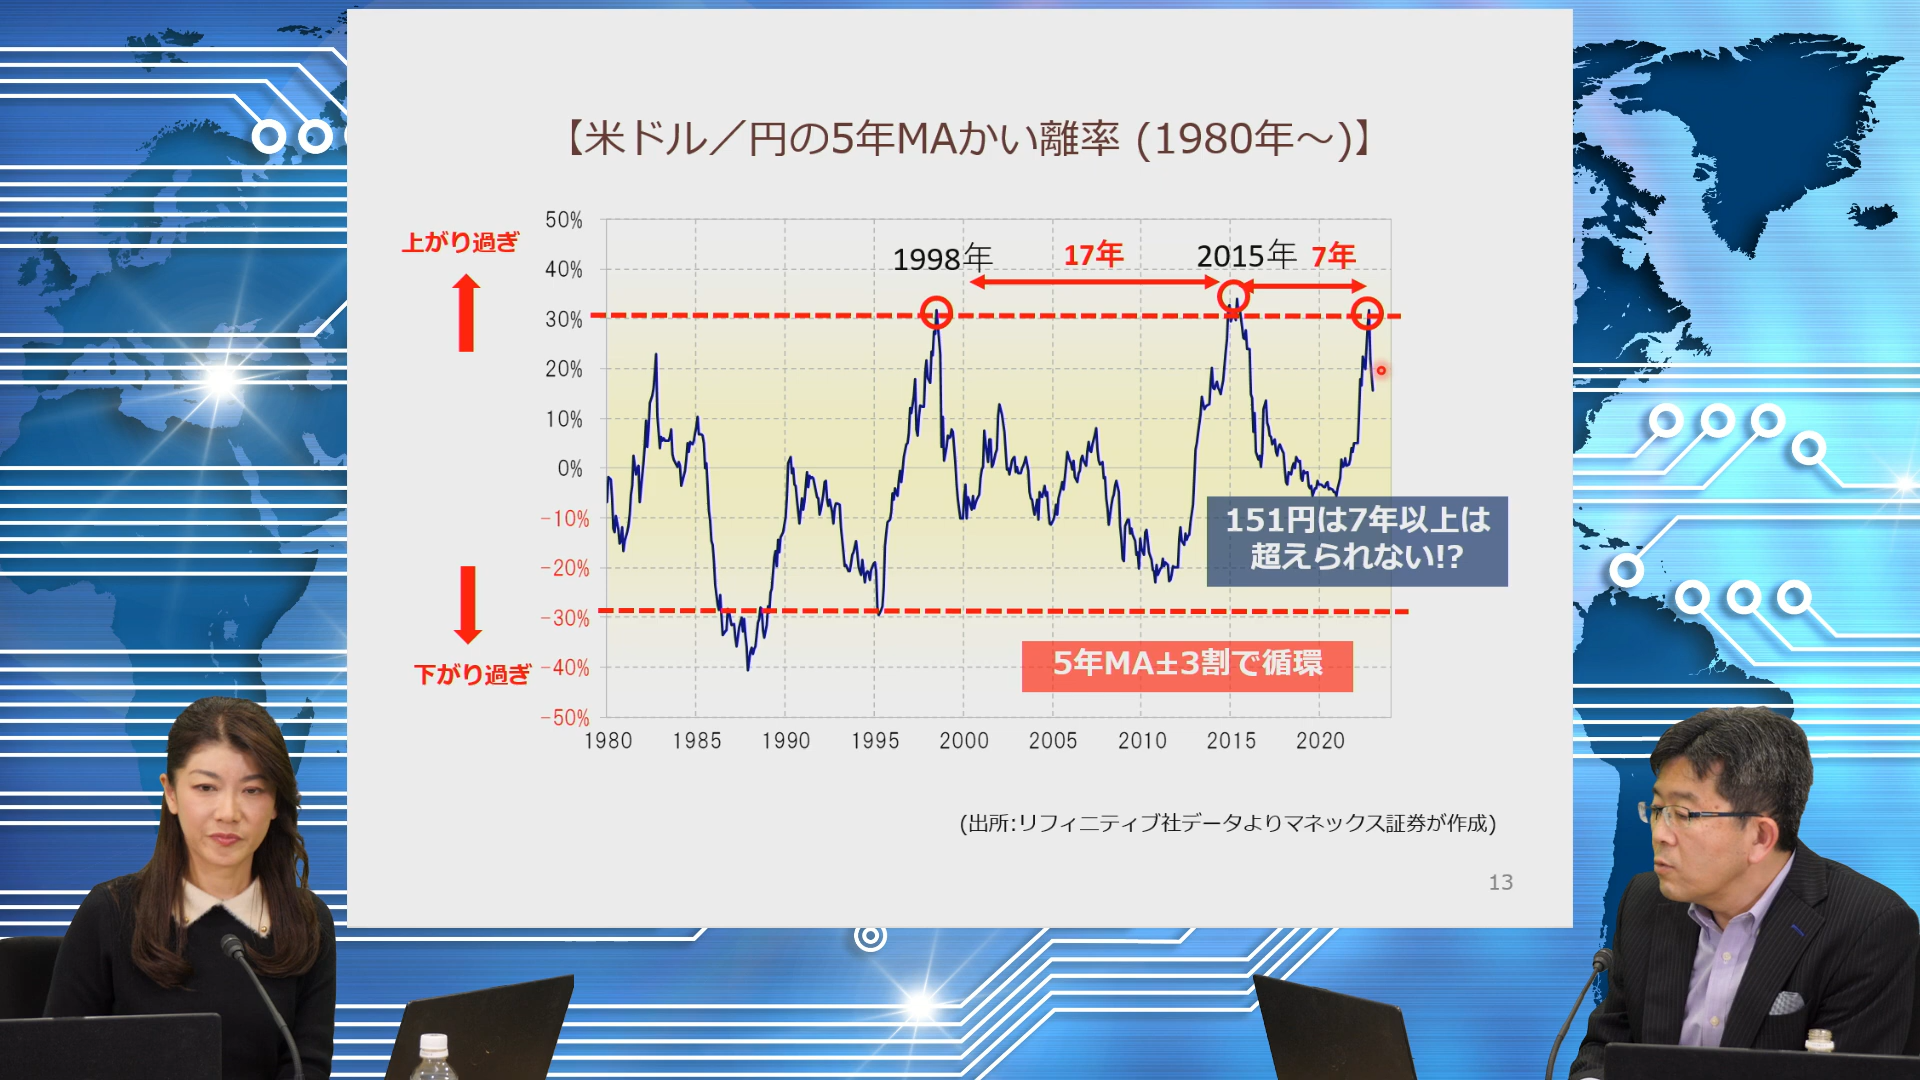 【米ドル／円の5年MAかい離率 (1980年～)】
上がり過ぎ
下がり過ぎ
50%
40%
30%
20%
10%
0%
−10%
−20%
−30%
−40%
−50%
1998年
17年
2015年
7年
151円は7年以上は
超えられない!?
5年MA±3割で循環
1980 1985 1990 1995 2000 2005 2010 2015 2020
(出所:リフィニティブ社データよりマネックス証券が作成)
13